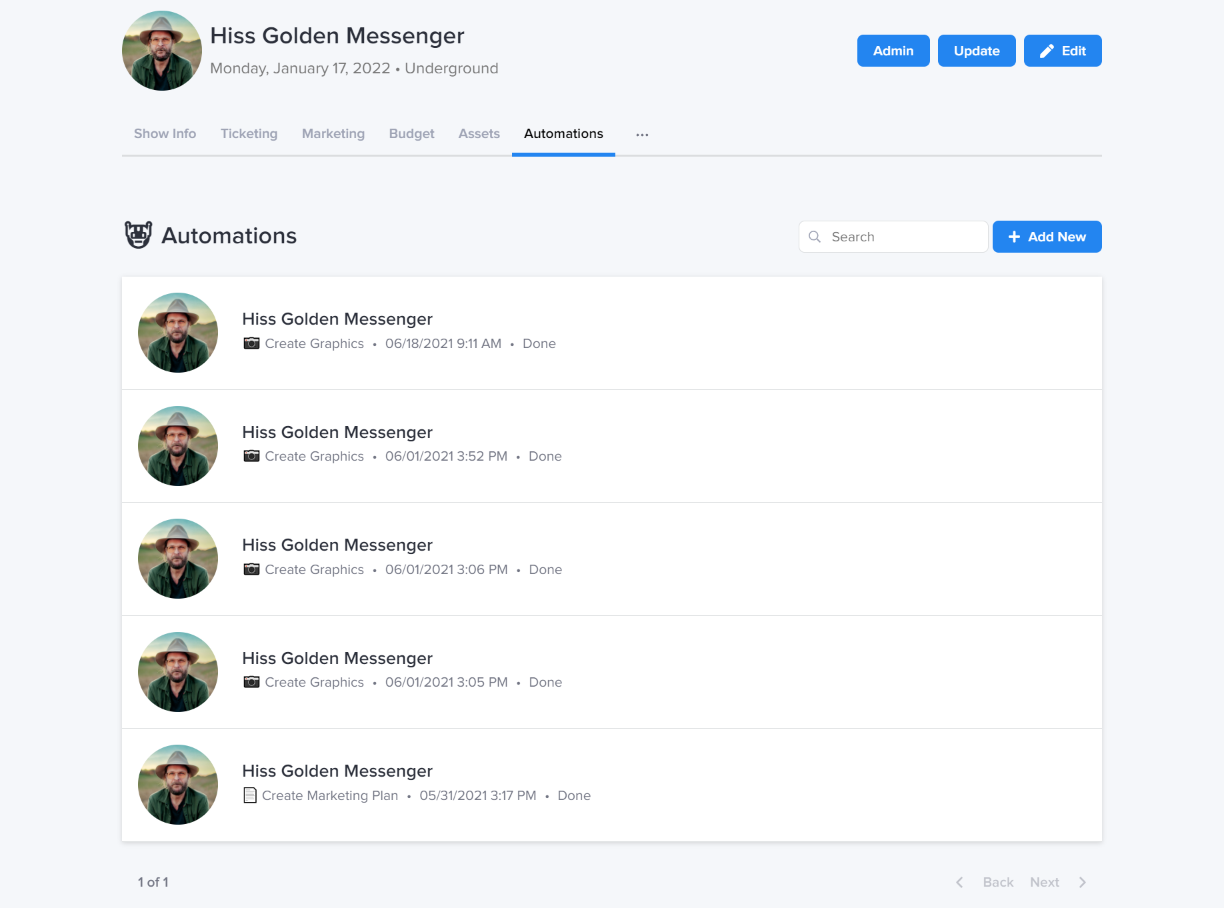 Hiss Golden Messenger
Monday, January 17, 2022 • Underground
Admin
Update
Edit
Show Info
Ticketing
Marketing
Budget
Assets
Automations
...
Automations
Search
+ Add New
Hiss Golden Messenger
Create Graphics • 06/18/2021 9:11 AM • Done
Hiss Golden Messenger
Create Graphics • 06/01/2021 3:52 PM • Done
Hiss Golden Messenger
Create Graphics • 06/01/2021 3:06 PM • Done
Hiss Golden Messenger
Create Graphics • 06/01/2021 3:05 PM • Done
Hiss Golden Messenger
Create Marketing Plan • 05/31/2021 3:17 PM • Done
1 of 1
Back
Next